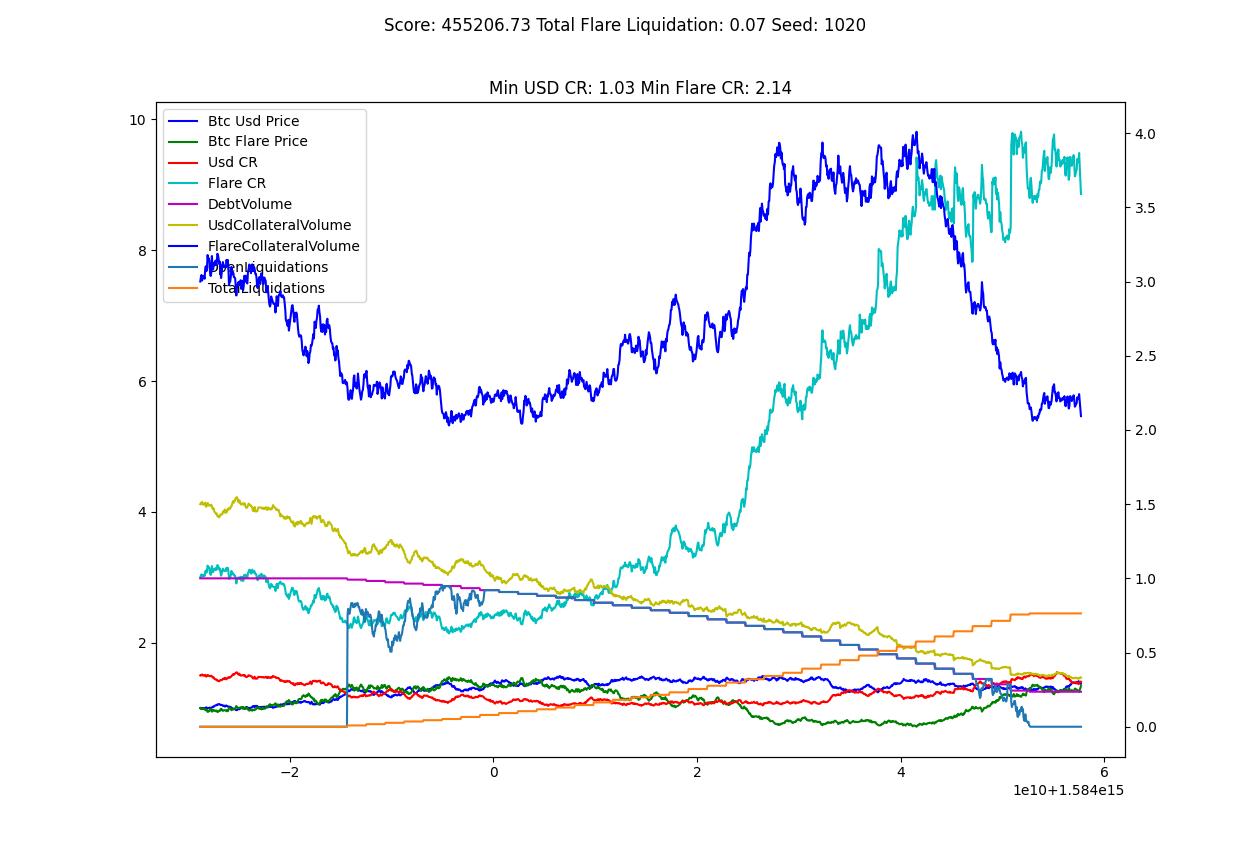 Score: 455206.73 Total Flare Liquidation: 0.07 Seed: 1020
Min USD CR: 1.03 Min Flare CR: 2.14
Btc Usd Price
Btc Flare Price
Usd CR
Flare CR
DebtVolume
UsdCollateralVolume
FlareCollateralVolume
OpenLiquidations
TotalLiquidations
10
8
6
4
2
4.0
3.5
3.0
2.5
2.0
1.5
1.0
0.5
0.0
−2
0
2
4
6
1e10+1.584e15